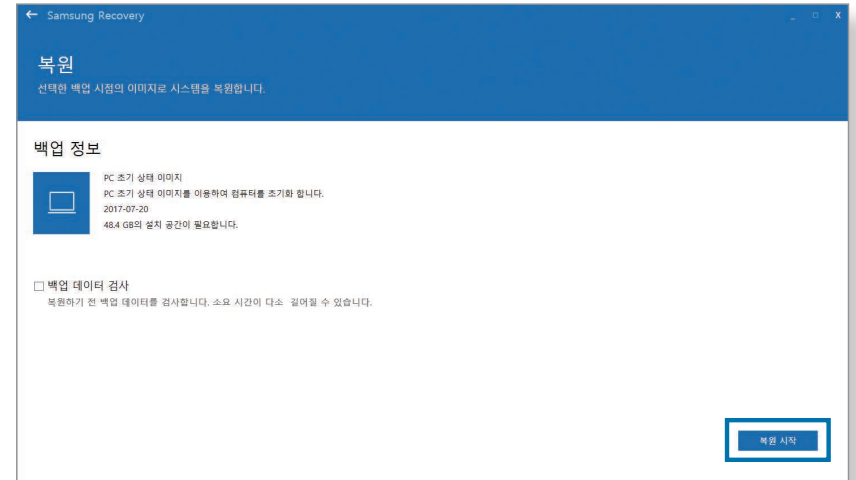 ← Samsung Recovery
복원
선택한 백업 시점의 이미지로 시스템을 복원합니다.
백업 정보
PC 초기 상태 이미지
PC 초기 상태 이미지를 이용하여 컴퓨터를 초기화 합니다.
2017-07-20
48.4 GB의 설치 공간이 필요합니다.
백업 데이터 검사
복원하기 전 백업 데이터를 검사합니다. 소요 시간이 다소 길어질 수 있습니다.
복원 시작